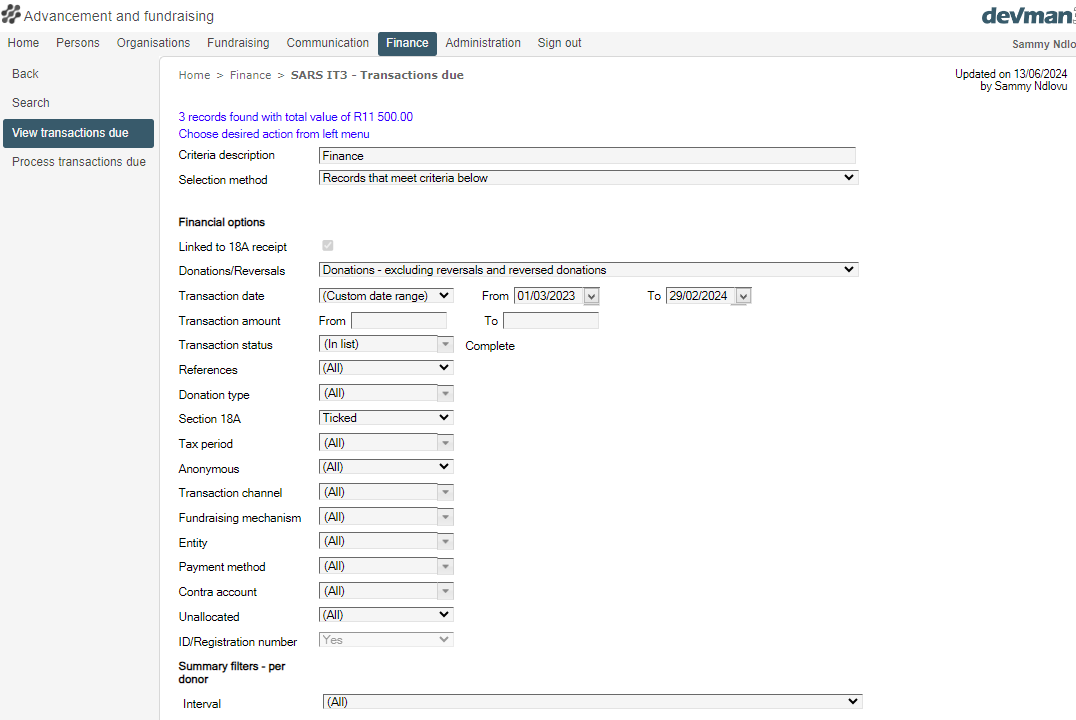 Advancement and fundraising
devman
Home Persons Organisations Fundraising Communication Finance Administration Sign out
Sammy Ndlo
Back
Search
View transactions due
Process transactions due
Home > Finance > SARS IT3 - Transactions due
Updated on 13/06/2024
by Sammy Ndlovu
3 records found with total value of R11 500.00
Choose desired action from left menu
Criteria description Finance
Selection method Records that meet criteria below
Financial options
Linked to 18A receipt
Donations/Reversals Donations - excluding reversals and reversed donations
Transaction date (Custom date range) From 01/03/2023 To 29/02/2024
Transaction amount From To
Transaction status (In list) Complete
References (All)
Donation type (All)
Section 18A Ticked
Tax period (All)
Anonymous (All)
Transaction channel (All)
Fundraising mechanism (All)
Entity (All)
Payment method (All)
Contra account (All)
Unallocated (All)
ID/Registration number Yes
Summary filters - per
donor
Interval (All)